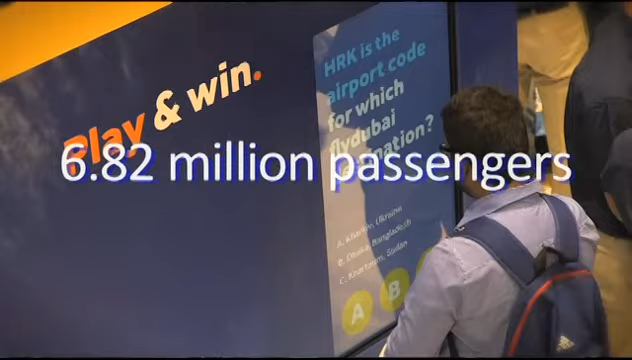 Play & win.
HRK is the
airport code
for which
flydubai
destination?
6.82 million passengers
A. Kharkiv, Ukraine
B. Dhaka, Bangladesh
C. Khartoum, Sudan
A
B